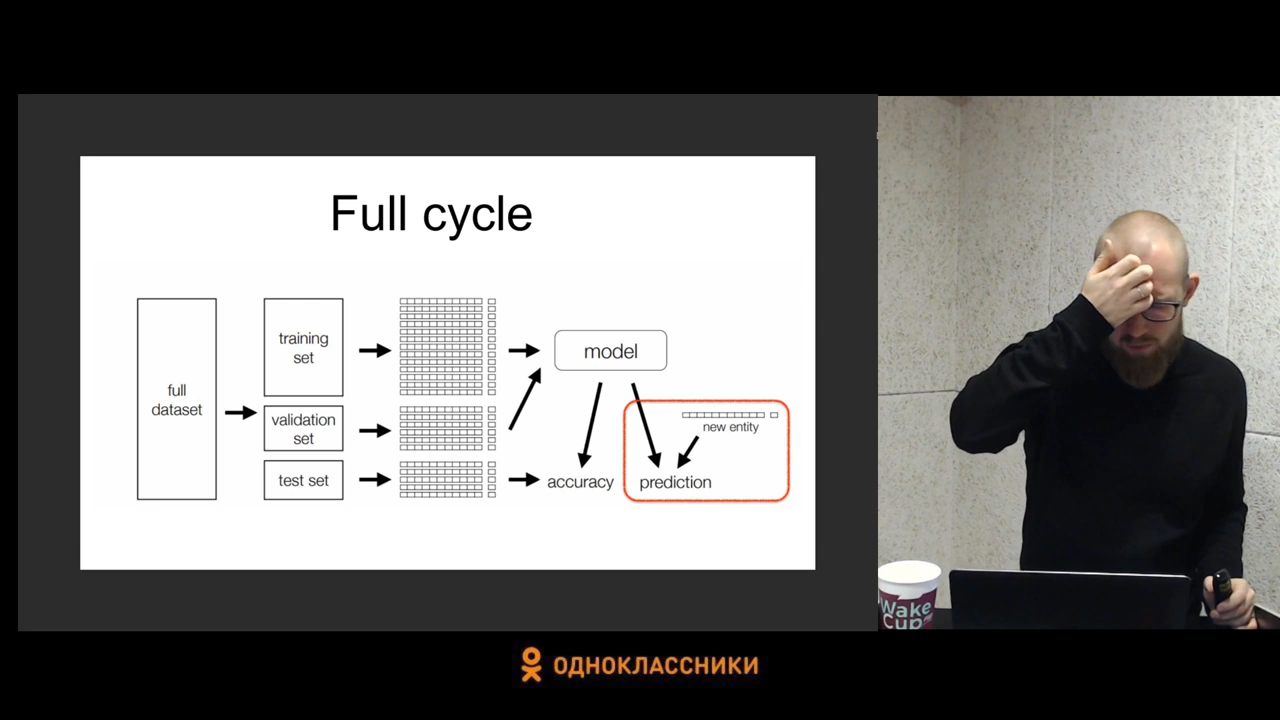 Full cycle
full
dataset
training
set
validation
set
test set
model
accuracy
prediction
new entity
Wake
Cup
ОДНОКЛАССНИКИ